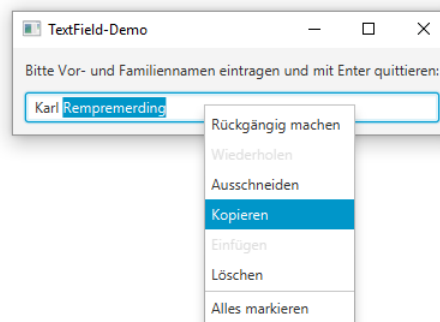 TextField-Demo
Bitte Vor- und Familiennamen eintragen und mit Enter quittieren:
Karl Rempremerding
Rückgängig machen
Wiederholen
Ausschneiden
Kopieren
Einfügen
Löschen
Alles markieren